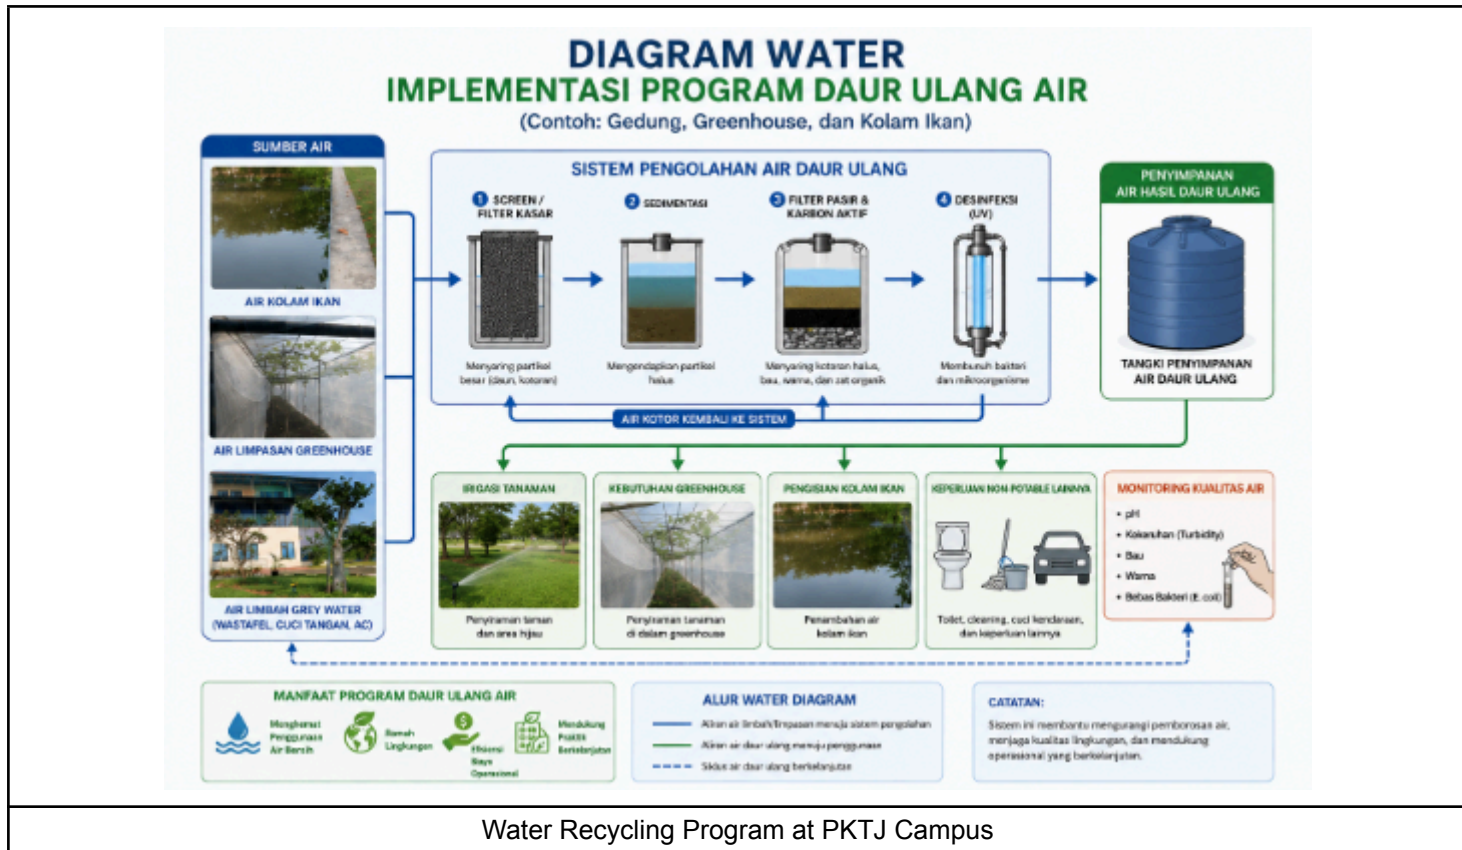 DIAGRAM WATER
IMPLEMENTASI PROGRAM DAUR ULANG AIR
(Contoh: Gedung, Greenhouse, dan Kolam Ikan)
SUMBER AIR
AIR KOLAM IKAN
AIR LIMPASAN GREENHOUSE
AIR LIMBAH GREY WATER
(WASTAFEL, CUCI TANGAN, AC)
SISTEM PENGOLAHAN AIR DAUR ULANG
1 SCREEN /
FILTER KASAR
Menyaring partikel
besar (daun, kotoran)
2 SEDIMENTASI
Mengendapkan partikel
halus
3 FILTER PASIR &
KARBON AKTIF
Menyaring kotoran halus,
bau, warna, dan zat organik
4 DESINFEKSI
(UV)
Membunuh bakteri
dan mikroorganisme
AIR KOTOR KEMBALI KE SISTEM
PENYIMPANAN
AIR HASIL DAUR ULANG
TANGKI PENYIMPANAN
AIR DAUR ULANG
IRIGASI TANAMAN
Penyiraman taman
dan area hijau
KEBUTUHAN GREENHOUSE
Penyiraman tanaman
di dalam greenhouse
PENGISIAN KOLAM IKAN
Penambahan air
kolam ikan
KEPERLUAN NON-POTABLE LAINNYA
Toilet, cleaning, cuci kendaraan,
dan keperluan lainnya
MONITORING KUALITAS AIR
• pH
• Kekeruhan (Turbidity)
• Bau
• Warna
• Bebas Bakteri (E. coli)
MANFAAT PROGRAM DAUR ULANG AIR
Menghemat
Penggunaan
Air Bersih
Ramah
Lingkungan
Efisiensi
Biaya
Operasional
Mendukung
Praktik
Berkelanjutan
ALUR WATER DIAGRAM
Aliran air limbah/limpasan menuju sistem pengolahan
Aliran air daur ulang menuju penggunaan
Siklus air daur ulang berkelanjutan
CATATAN:
Sistem ini membantu mengurangi pemborosan air,
menjaga kualitas lingkungan, dan mendukung
operasional yang berkelanjutan.
Water Recycling Program at PKTJ Campus